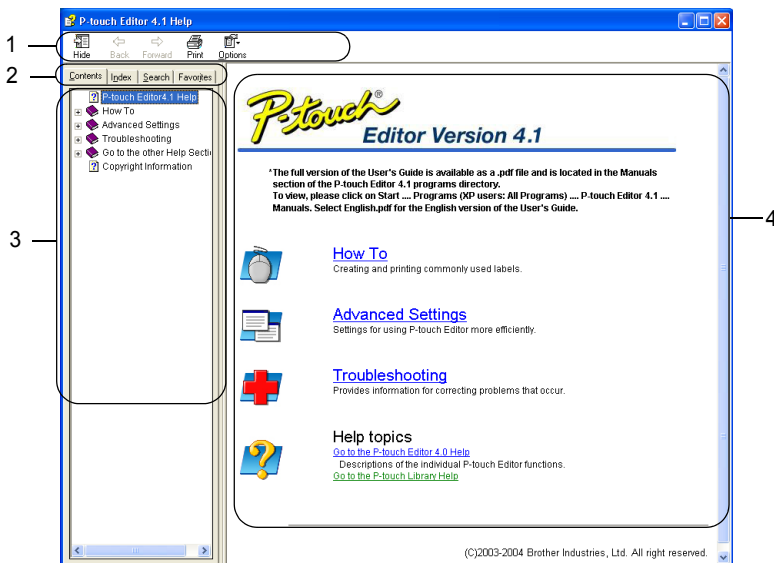 P-touch Editor 4.1 Help
1
Hide Back Forward Print Options
2
Contents Index Search Favorites
P-touch Editor4.1 Help
How To
Advanced Settings
Troubleshooting
Go to the other Help Secti
Copyright Information
3
P-touch®
Editor Version 4.1
*The full version of the User's Guide is available as a .pdf file and is located in the Manuals
section of the P-touch Editor 4.1 programs directory.
To view, please click on Start .... Programs (XP users: All Programs) .... P-touch Editor 4.1 ....
Manuals. Select English.pdf for the English version of the User's Guide.
4
How To
Creating and printing commonly used labels.
Advanced Settings
Settings for using P-touch Editor more efficiently.
Troubleshooting
Provides information for correcting problems that occur.
Help topics
Go to the P-touch Editor 4.0 Help
Descriptions of the individual P-touch Editor functions.
Go to the P-touch Library Help
(C)2003-2004 Brother Industries, Ltd. All right reserved.